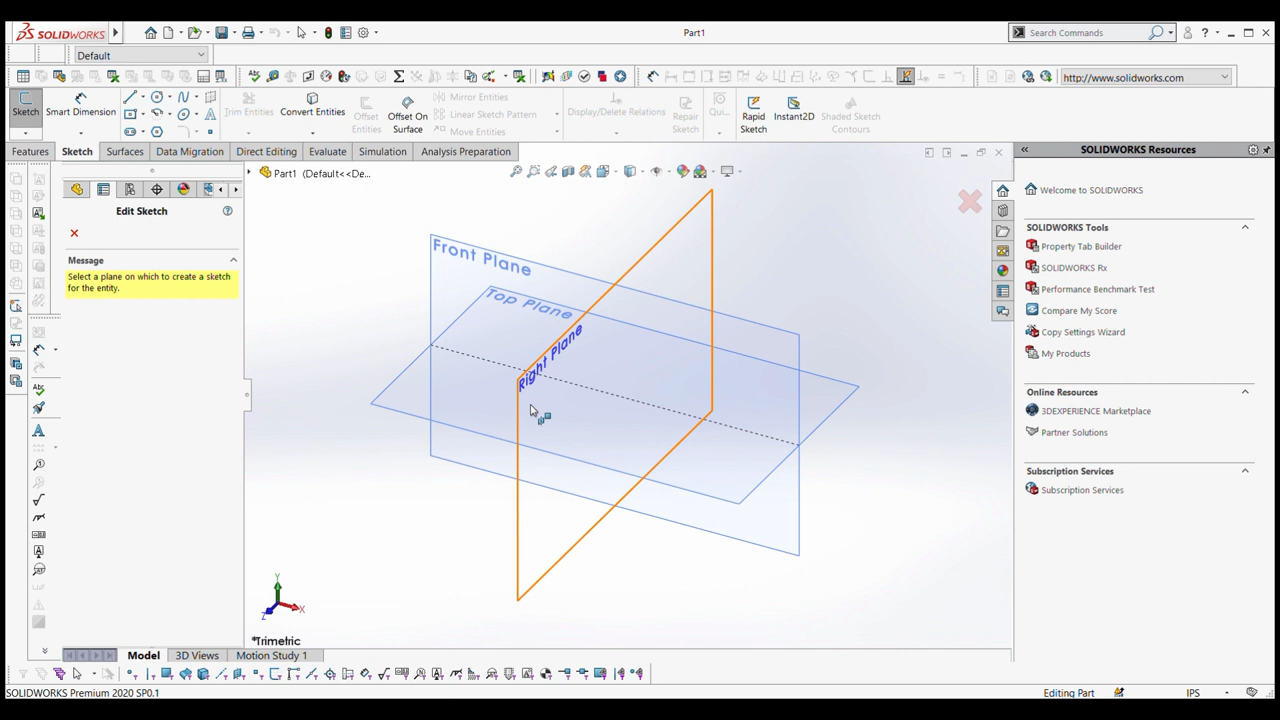 SOLIDWORKS
Part1
Search Commands
?
Default
http://www.solidworks.com
Sketch
Smart Dimension
Trim Entities
Convert Entities
Offset Entities
Offset On Surface
Mirror Entities
Linear Sketch Pattern
Move Entities
Display/Delete Relations
Repair Sketch
Qui...
Rapid Sketch
Instant2D
Shaded Sketch Contours
Features
Sketch
Surfaces
Data Migration
Direct Editing
Evaluate
Simulation
Analysis Preparation
Part1 (Default<<De...
Edit Sketch
?
Message
Select a plane on which to create a sketch
for the entity.
Front Plane
Top Plane
Right Plane
Y
X
Z
*Trimetric
SOLIDWORKS Resources
Welcome to SOLIDWORKS
SOLIDWORKS Tools
Property Tab Builder
SOLIDWORKS Rx
Performance Benchmark Test
Compare My Score
Copy Settings Wizard
My Products
Online Resources
3DEXPERIENCE Marketplace
Partner Solutions
Subscription Services
Subscription Services
Model
3D Views
Motion Study 1
SOLIDWORKS Premium 2020 SP0.1
Editing Part
IPS